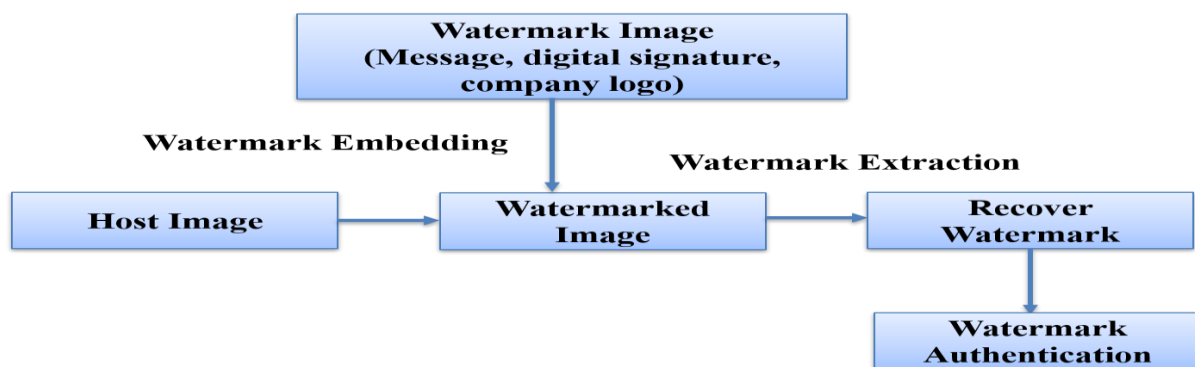 Watermark Image
(Message, digital signature,
company logo)
Watermark Embedding
Watermark Extraction
Host Image
Watermarked
Image
Recover
Watermark
Watermark
Authentication